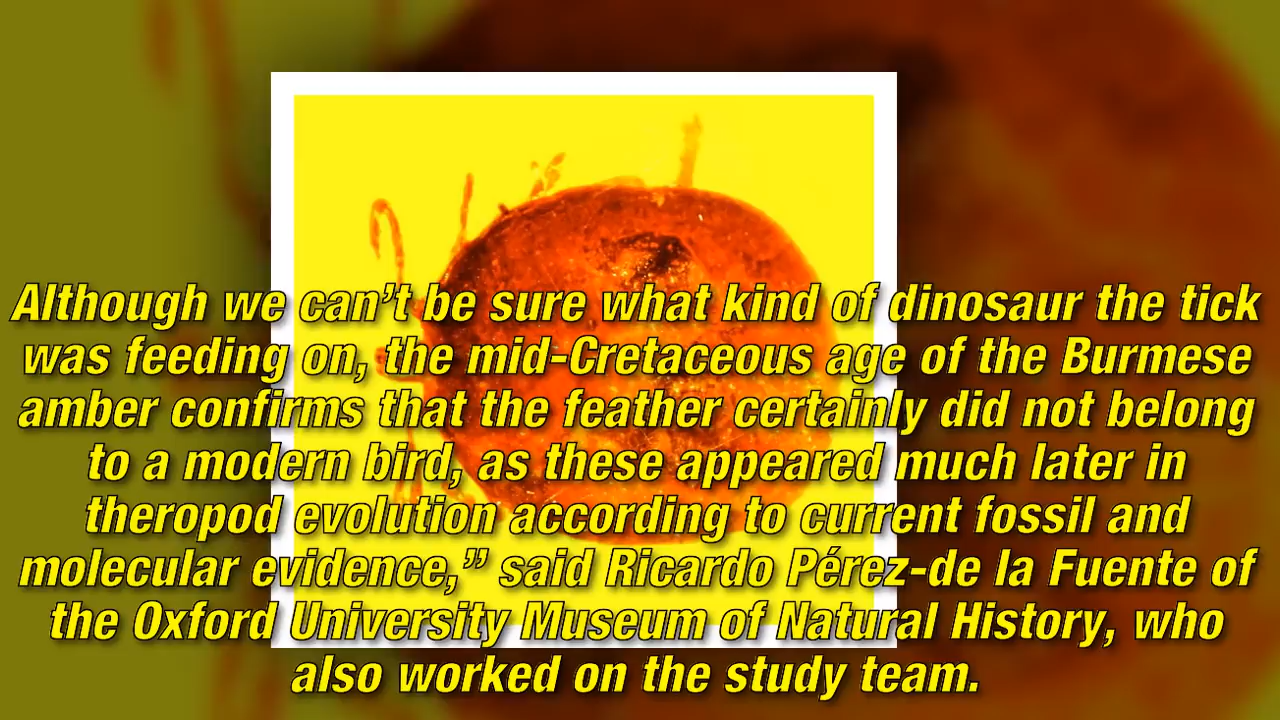 Although we can’t be sure what kind of dinosaur the tick
was feeding on, the mid-Cretaceous age of the Burmese
amber confirms that the feather certainly did not belong
to a modern bird, as these appeared much later in
theropod evolution according to current fossil and
molecular evidence,” said Ricardo Pérez-de la Fuente of
the Oxford University Museum of Natural History, who
also worked on the study team.